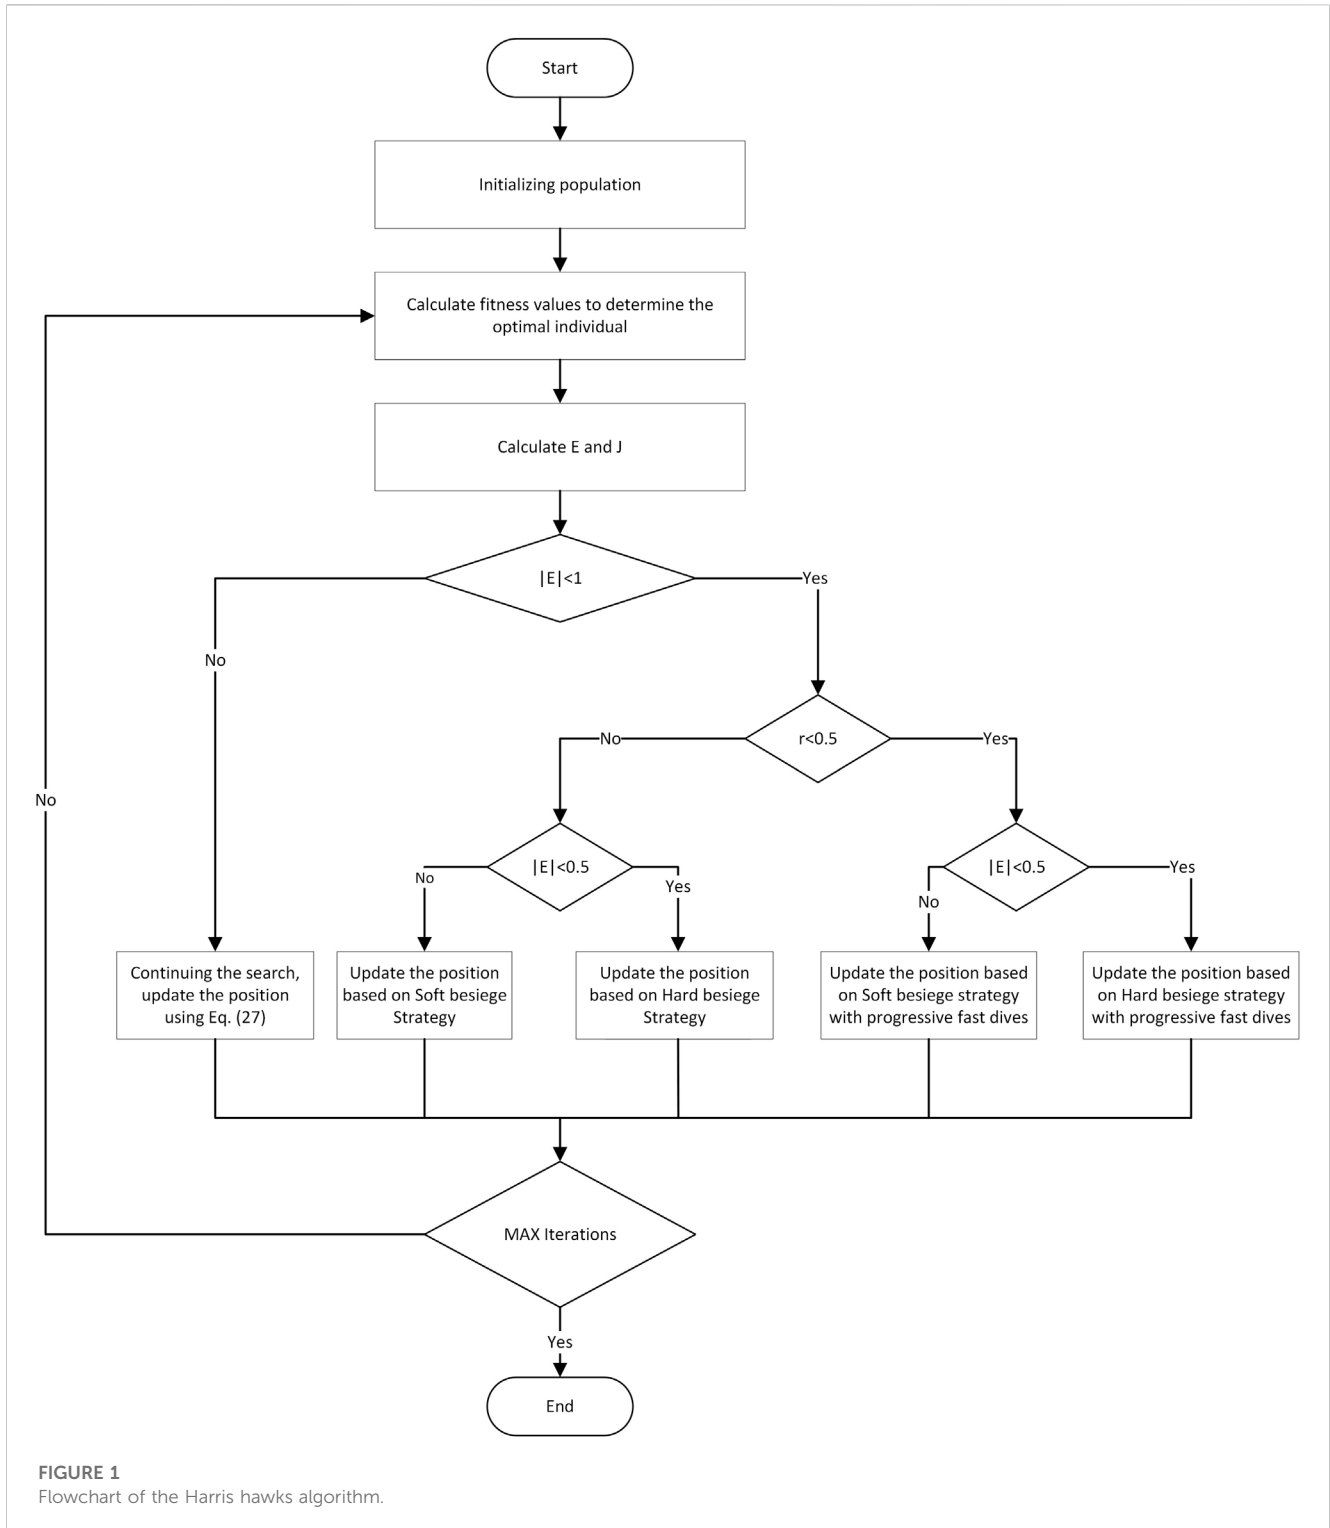 Start
Initializing population
Calculate fitness values to determine the
optimal individual
Calculate E and J
|E|<1
Yes
No
r<0.5
No
Yes
No
|E|<0.5
No
Yes
|E|<0.5
No
Yes
Continuing the search,
update the position
using Eq. (27)
Update the position
based on Soft besiege
Strategy
Update the position
based on Hard besiege
Strategy
Update the position based
on Soft besiege strategy
with progressive fast dives
Update the position based
on Hard besiege strategy
with progressive fast dives
MAX Iterations
Yes
End
FIGURE 1
Flowchart of the Harris hawks algorithm.